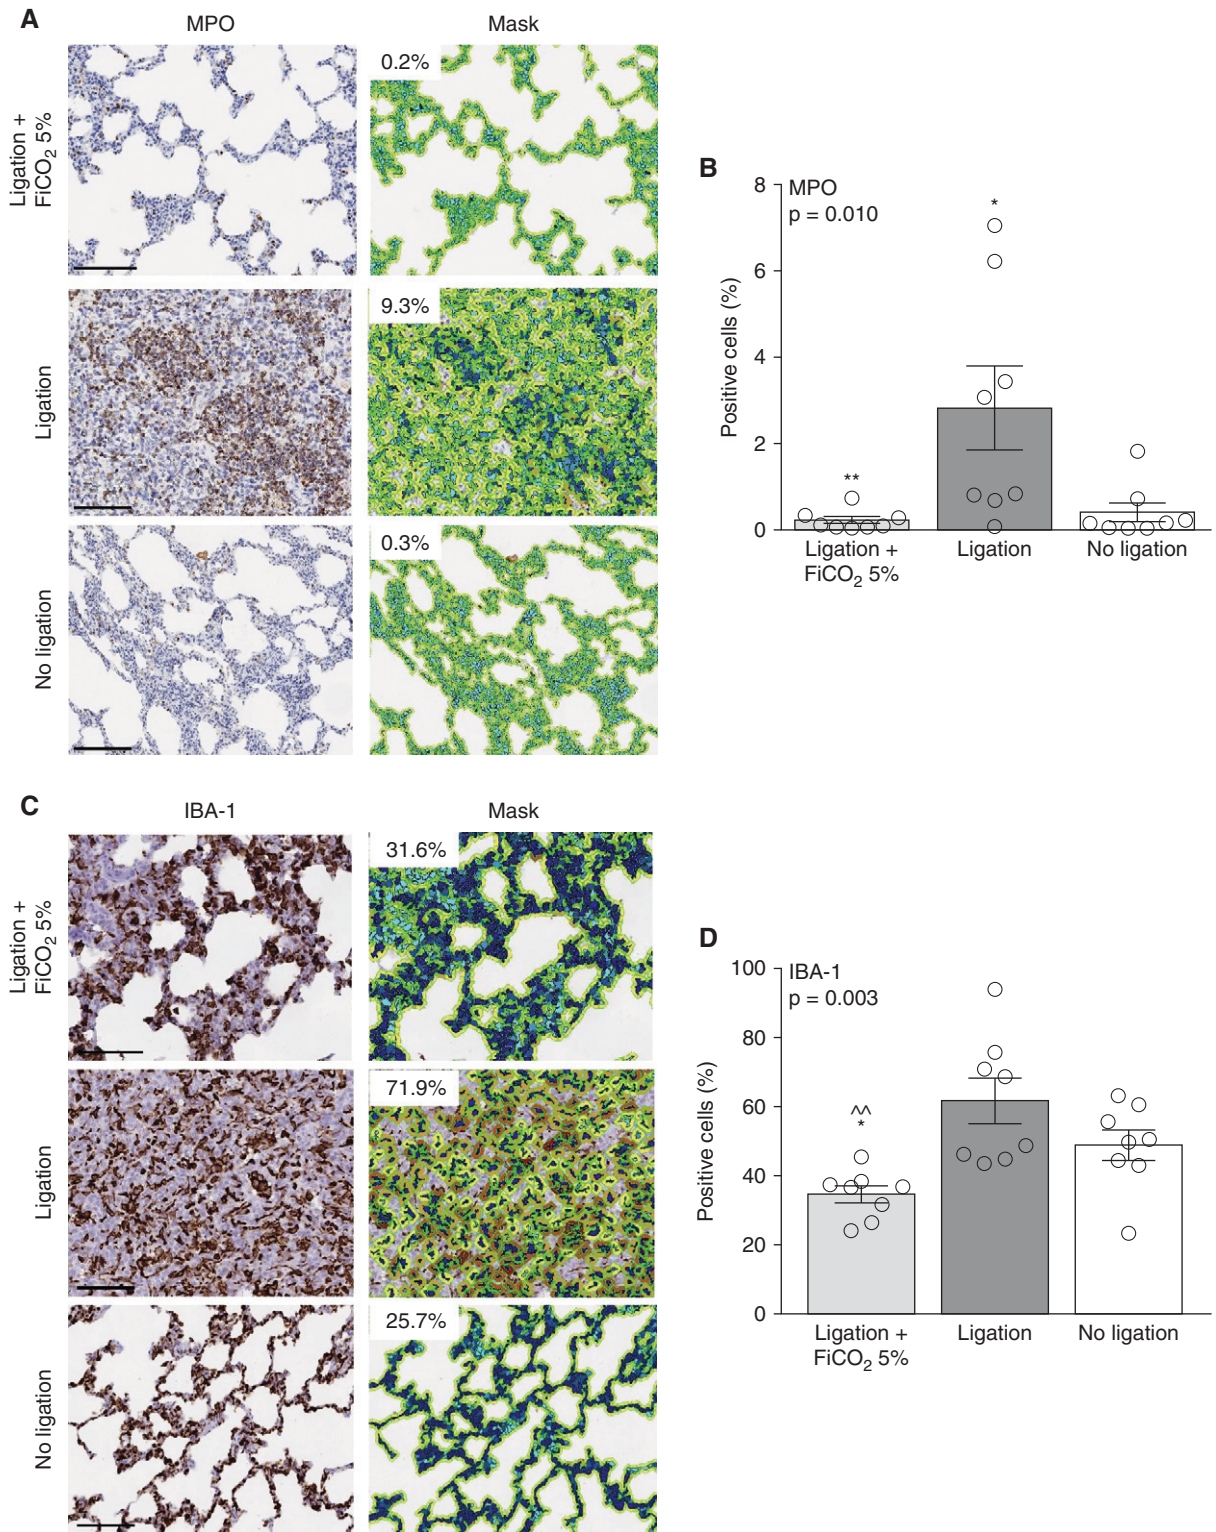 A
MPO
Mask
Ligation +
FiCO2 5%
0.2%
Ligation
9.3%
No ligation
0.3%
B
MPO
p = 0.010
Positive cells (%)
8
6
4
2
0
*
**
Ligation +
FiCO2 5%
Ligation
No ligation
C
IBA-1
Mask
Ligation +
FiCO2 5%
31.6%
Ligation
71.9%
No ligation
25.7%
D
IBA-1
p = 0.003
Positive cells (%)
100
80
60
40
20
0
^^
*
Ligation +
FiCO2 5%
Ligation
No ligation